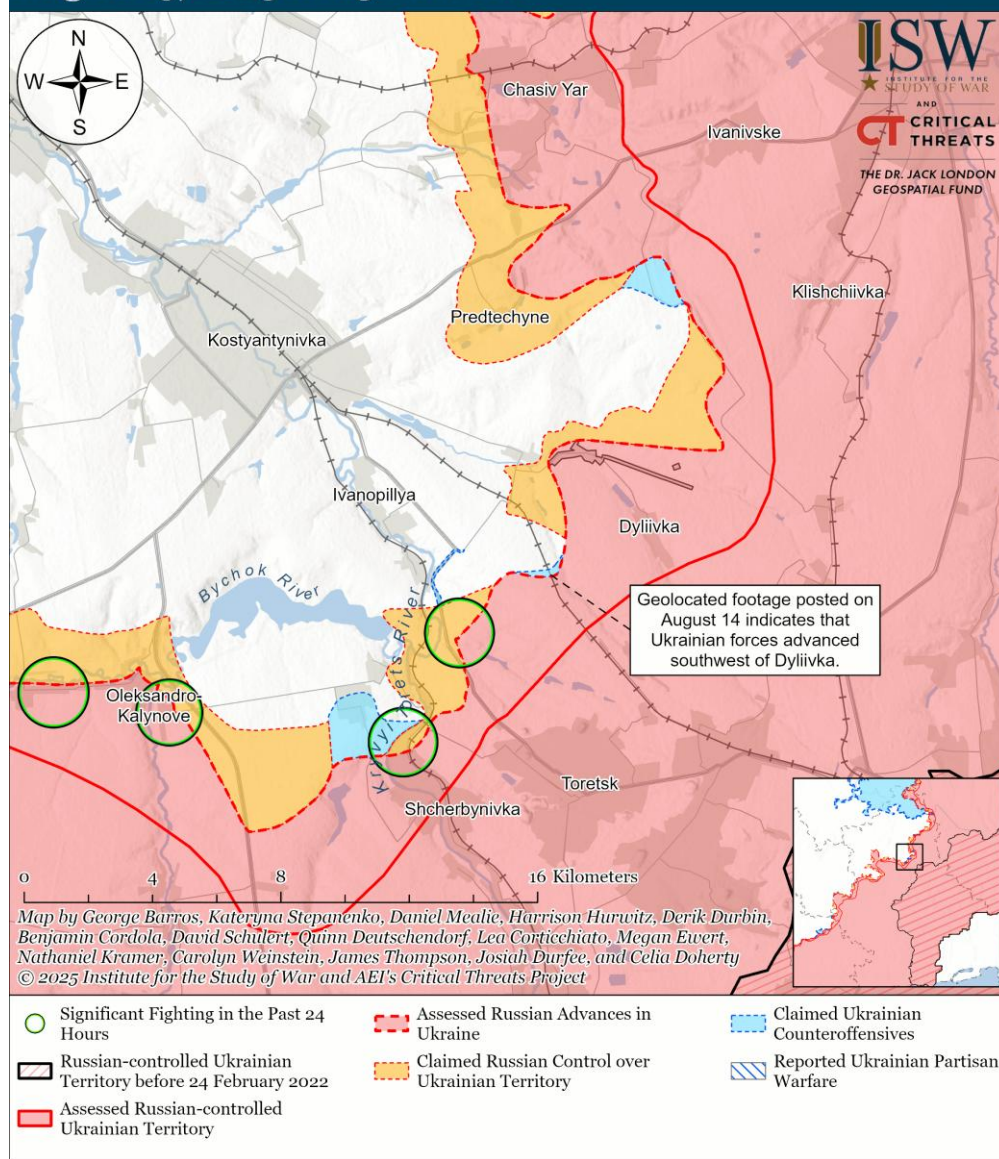 N
W E
S
ISW
INSTITUTE FOR THE
STUDY OF WAR
AND
CT CRITICAL
THREATS
THE DR. JACK LONDON
GEOSPATIAL FUND
Chasiv Yar
Ivanivske
Klishchiivka
Predtechyne
Kostyantynivka
Ivanopillya
Dyliivka
Bychok River
Kryvyi Torets River
Geolocated footage posted on
August 14 indicates that
Ukrainian forces advanced
southwest of Dyliivka.
Oleksandro-
Kalynove
Toretsk
Shcherbynivka
0 4 8 16 Kilometers
Map by George Barros, Kateryna Stepanenko, Daniel Mealie, Harrison Hurwitz, Derik Durbin,
Benjamin Cordola, David Schulert, Quinn Deutschendorf, Lea Corticchiato, Megan Ewert,
Nathaniel Kramer, Carolyn Weinstein, James Thompson, Josiah Durfee, and Celia Doherty
© 2025 Institute for the Study of War and AEI's Critical Threats Project
Significant Fighting in the Past 24
Hours
Russian-controlled Ukrainian
Territory before 24 February 2022
Assessed Russian-controlled
Ukrainian Territory
Assessed Russian Advances in
Ukraine
Claimed Russian Control over
Ukrainian Territory
Claimed Ukrainian
Counteroffensives
Reported Ukrainian Partisan
Warfare